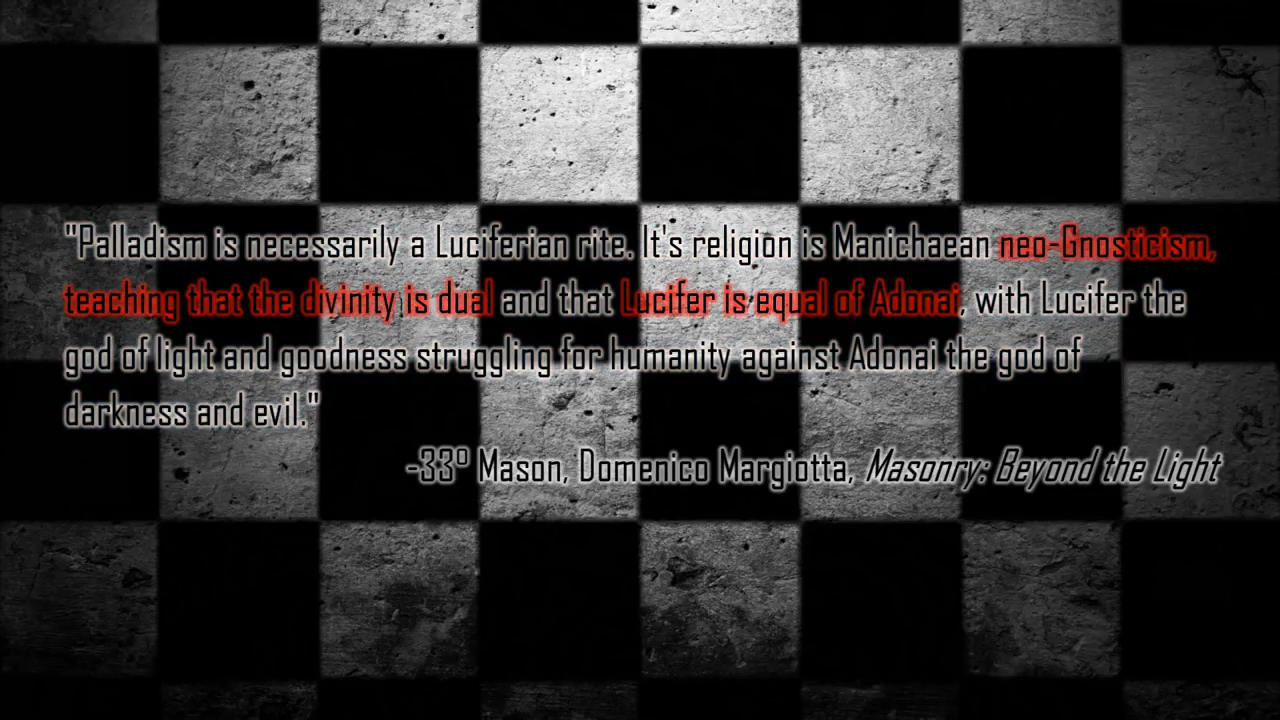 "Palladism is necessarily a Luciferian rite. It's religion is Manichaean neo-Gnosticism,
teaching that the divinity is dual and that Lucifer is equal of Adonai, with Lucifer the
god of light and goodness struggling for humanity against Adonai the god of
darkness and evil."
-33º Mason, Domenico Margiotta, Masonry: Beyond the Light